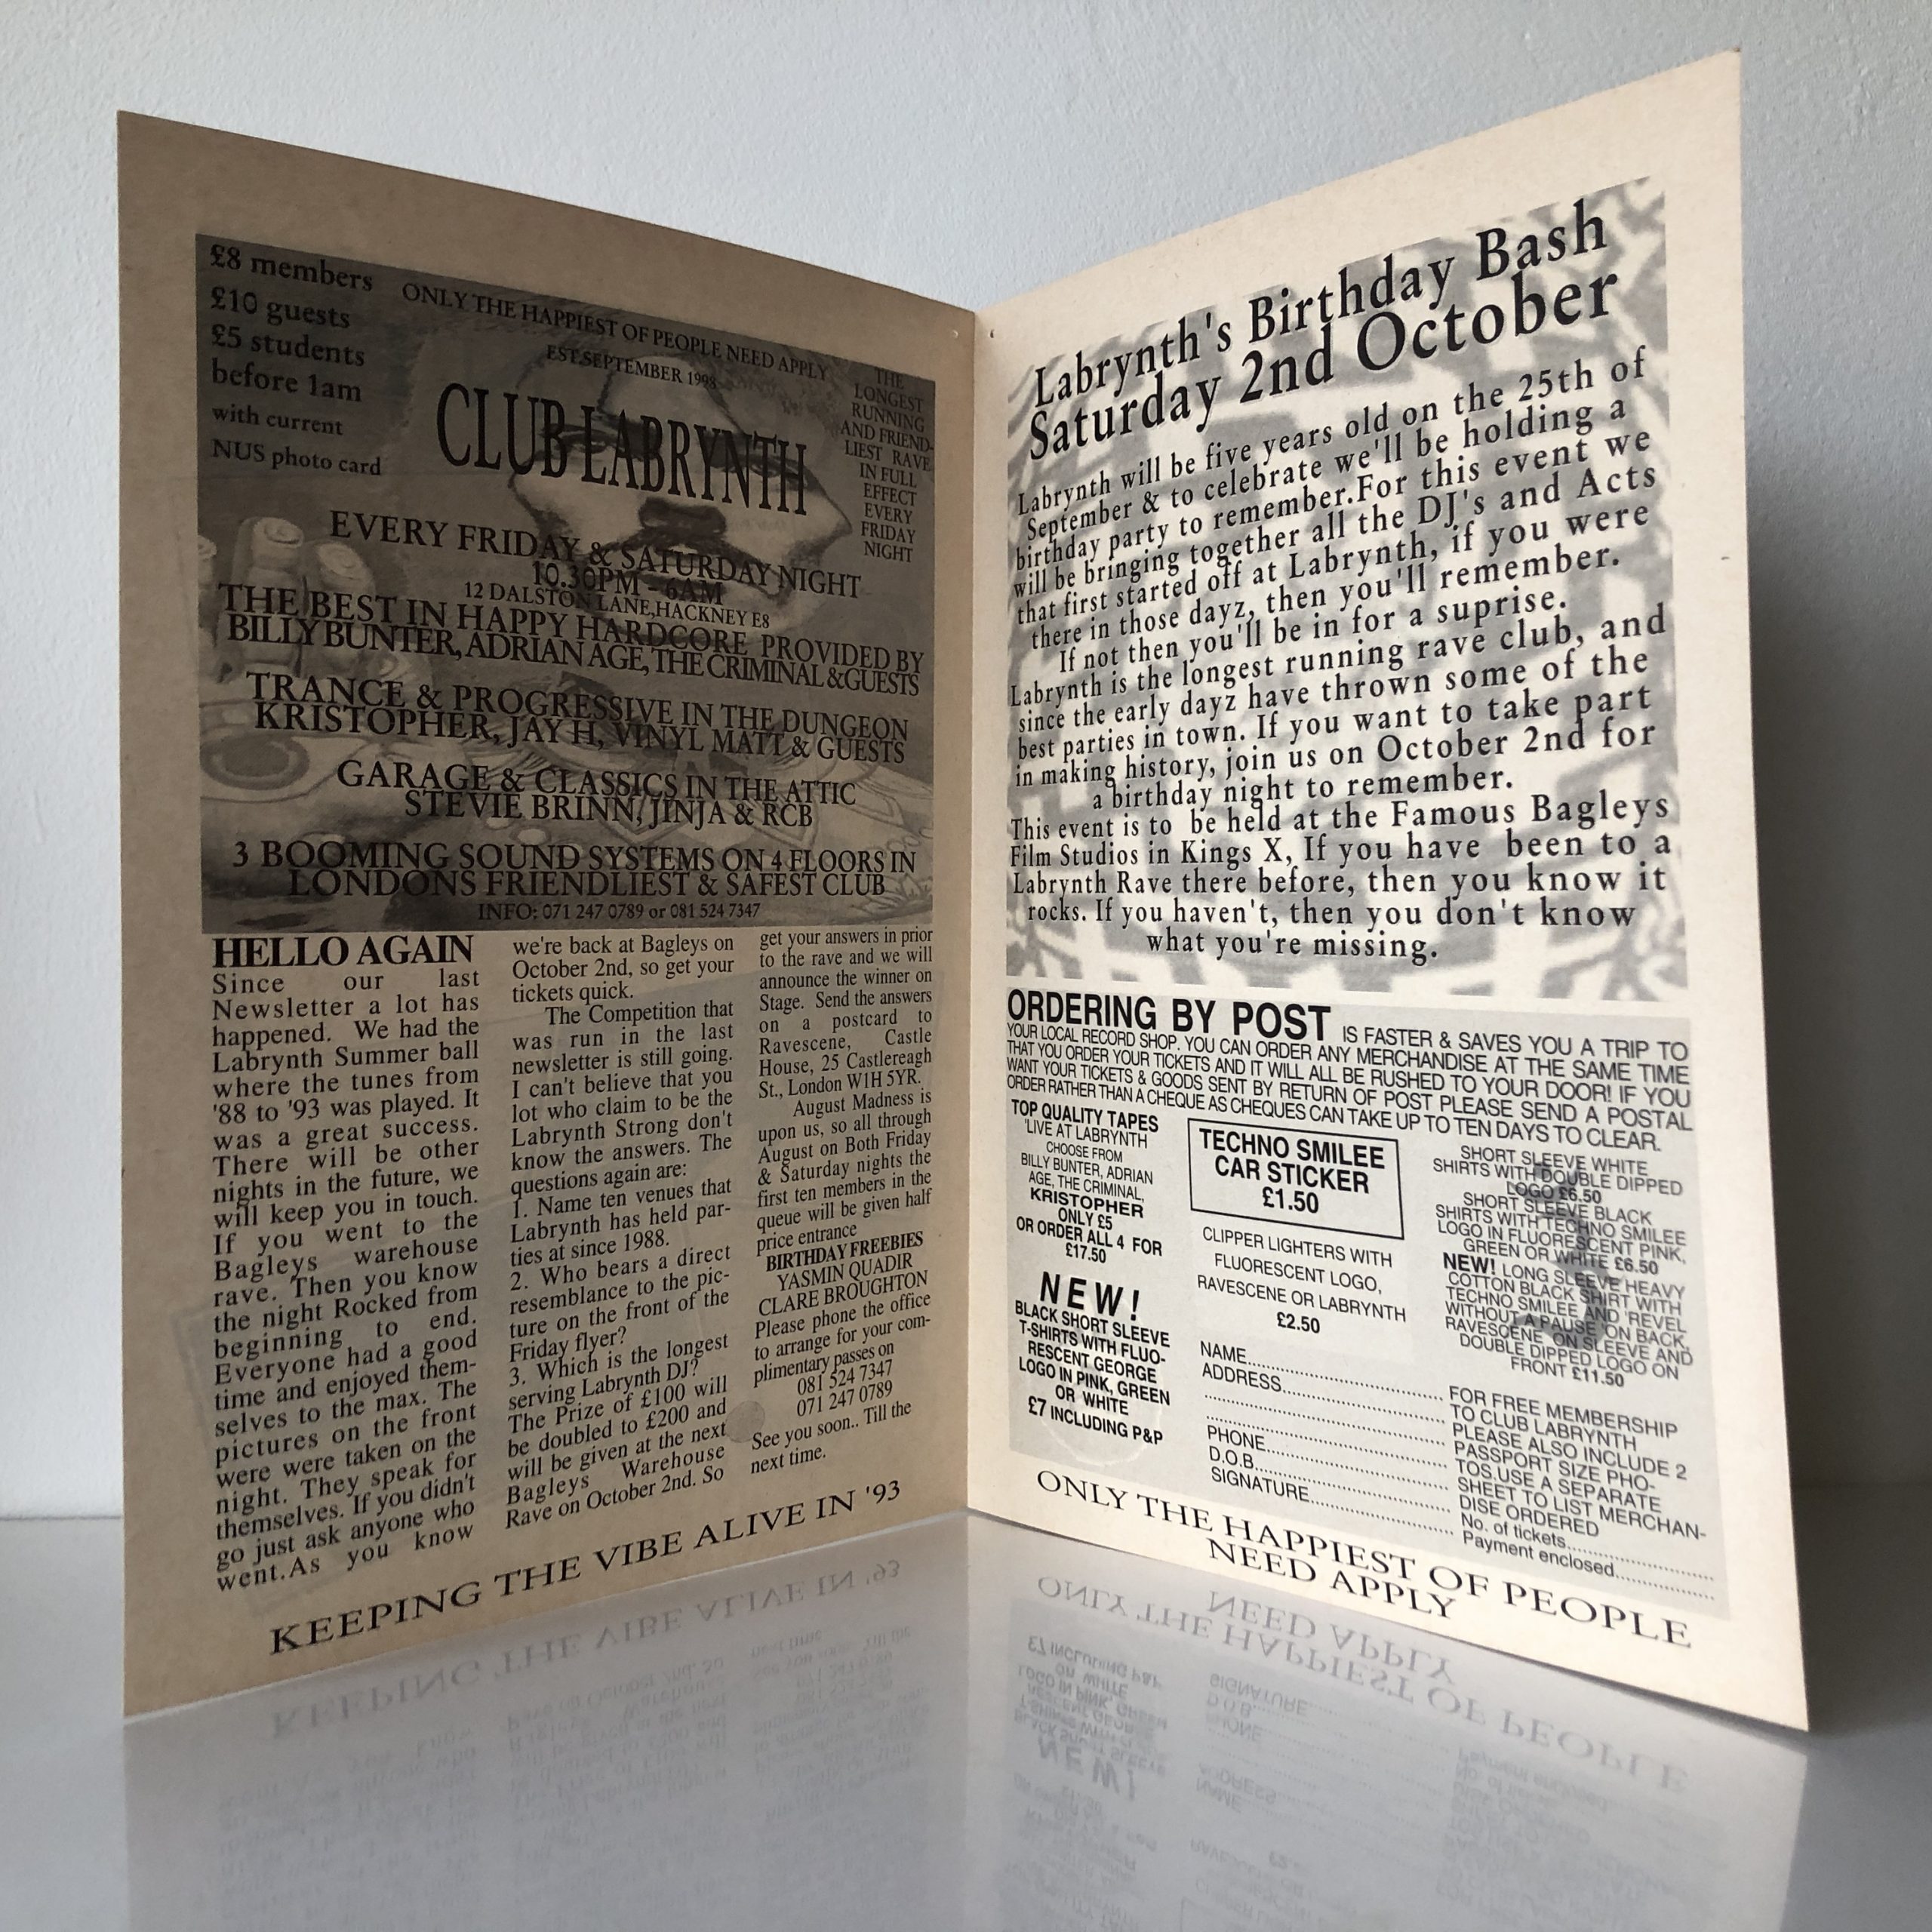 £8 members
£10 guests
£5 students
before 1am
with current
NUS photo card
ONLY THE HAPPIEST OF PEOPLE NEED APPLY
EST.SEPTEMBER
CLUB LABRYNTH
THE
LONGEST
RUNNING
AND FRIEND-
LIEST RAVE
IN FULL
EFFECT
EVERY
FRIDAY
NIGHT
EVERY FRIDAY & SATURDAY NIGHT
10.30PM - 6AM
12 DALSTON LANE,HACKNEY E8
THE BEST IN HAPPY HARDCORE PROVIDED BY
BILLY BUNTER, ADRIAN AGE, THE CRIMINAL &GUESTS
TRANCE & PROGRESSIVE IN THE DUNGEON
KRISTOPHER, JAY H, VINYL MATT & GUESTS
GARAGE & CLASSICS IN THE ATTIC
STEVIE BRINN, JINJA & RCB
3 BOOMING SOUND SYSTEMS ON 4 FLOORS IN
LONDONS FRIENDLIEST & SAFEST CLUB
INFO: 071 247 0789 or 081 524 7347
HELLO AGAIN
Since our last
Newsletter a lot has
happened. We had the
Labrynth Summer ball
where the tunes from
'88 to '93 was played. It
was a great success.
There will be other
nights in the future, we
will keep you in touch.
If you went to the
Bagleys warehouse
rave. Then you know
the night Rocked from
beginning to end.
Everyone had a good
time and enjoyed them-
selves to the max. The
pictures on the front
were were taken on the
night. They speak for
themselves. If you didn't
go just ask anyone who
went.As you know
we're back at Bagleys on
October 2nd, so get your
tickets quick.
The Competition that
was run in the last
newsletter is still going.
I can't believe that you
lot who claim to be the
Labrynth Strong don't
know the answers. The
questions again are:
1. Name ten venues that
Labrynth has held par-
ties at since 1988.
2. Who bears a direct
resemblance to the pic-
ture on the front of the
Friday flyer?
3. Which is the longest
serving Labrynth DJ?
The Prize of £100 will
be doubled to £200 and
will be given at the next
Bagleys Warehouse
Rave on October 2nd. So
get your answers in prior
to the rave and we will
announce the winner on
Stage. Send the answers
on a postcard to
Ravescene, Castle
House, 25 Castlereagh
St., London W1H 5YR.
August Madness is
upon us, so all through
August on Both Friday
& Saturday nights the
first ten members in the
queue will be given half
price entrance
BIRTHDAY FREEBIES
YASMIN QUADIR
CLARE BROUGHTON
Please phone the office
to arrange for your com-
plimentary passes on
081 524 7347
071 247 0789
See you soon.. Till the
next time.
KEEPING THE VIBE ALIVE IN '93
Labrynth's Birthday Bash
Saturday 2nd October
Labrynth will be five years old on the 25th of
September & to celebrate we'll be holding a
birthday party to remember.For this event we
will be bringing together all the DJ's and Acts
that first started off at Labrynth, if you were
there in those dayz, then you'll remember.
If not then you'll be in for a suprise.
Labrynth is the longest running rave club, and
since the early dayz have thrown some of the
best parties in town. If you want to take part
in making history, join us on October 2nd for
a birthday night to remember.
This event is to be held at the Famous Bagleys
Film Studios in Kings X, If you have been to a
Labrynth Rave there before, then you know it
rocks. If you haven't, then you don't know
what you're missing.
ORDERING BY POST IS FASTER & SAVES YOU A TRIP TO
YOUR LOCAL RECORD SHOP. YOU CAN ORDER ANY MERCHANDISE AT THE SAME TIME
THAT YOU ORDER YOUR TICKETS AND IT WILL ALL BE RUSHED TO YOUR DOOR! IF YOU
WANT YOUR TICKETS & GOODS SENT BY RETURN OF POST PLEASE SEND A POSTAL
ORDER RATHER THAN A CHEQUE AS CHEQUES CAN TAKE UP TO TEN DAYS TO CLEAR.
TOP QUALITY TAPES
'LIVE AT LABRYNTH
CHOOSE FROM
BILLY BUNTER, ADRIAN
AGE, THE CRIMINAL,
KRISTOPHER
ONLY £5
OR ORDER ALL 4 FOR
£17.50
NEW!
BLACK SHORT SLEEVE
T-SHIRTS WITH FLUO-
RESCENT GEORGE
LOGO IN PINK, GREEN
OR WHITE
£7 INCLUDING P&P
TECHNO SMILEE
CAR STICKER
£1.50
CLIPPER LIGHTERS WITH
FLUORESCENT LOGO,
RAVESCENE OR LABRYNTH
£2.50
SHORT SLEEVE WHITE
SHIRTS WITH DOUBLE DIPPED
LOGO £6.50
SHORT SLEEVE BLACK
SHIRTS WITH TECHNO SMILEE
LOGO IN FLUORESCENT PINK,
GREEN OR WHITE £6.50
NEW! LONG SLEEVE HEAVY
COTTON BLACK SHIRT WITH
TECHNO SMILEE AND 'REVEL
WITHOUT A PAUSE' ON BACK,
RAVESCENE ON SLEEVE AND
DOUBLE DIPPED LOGO ON
FRONT £11.50
NAME
ADDRESS
PHONE
D.O.B.
SIGNATURE
FOR FREE MEMBERSHIP
TO CLUB LABRYNTH
PLEASE ALSO INCLUDE 2
PASSPORT SIZE PHO-
TOS.USE A SEPARATE
SHEET TO LIST MERCHAN-
DISE ORDERED
No. of tickets
Payment enclosed
ONLY THE HAPPIEST OF PEOPLE
NEED APPLY